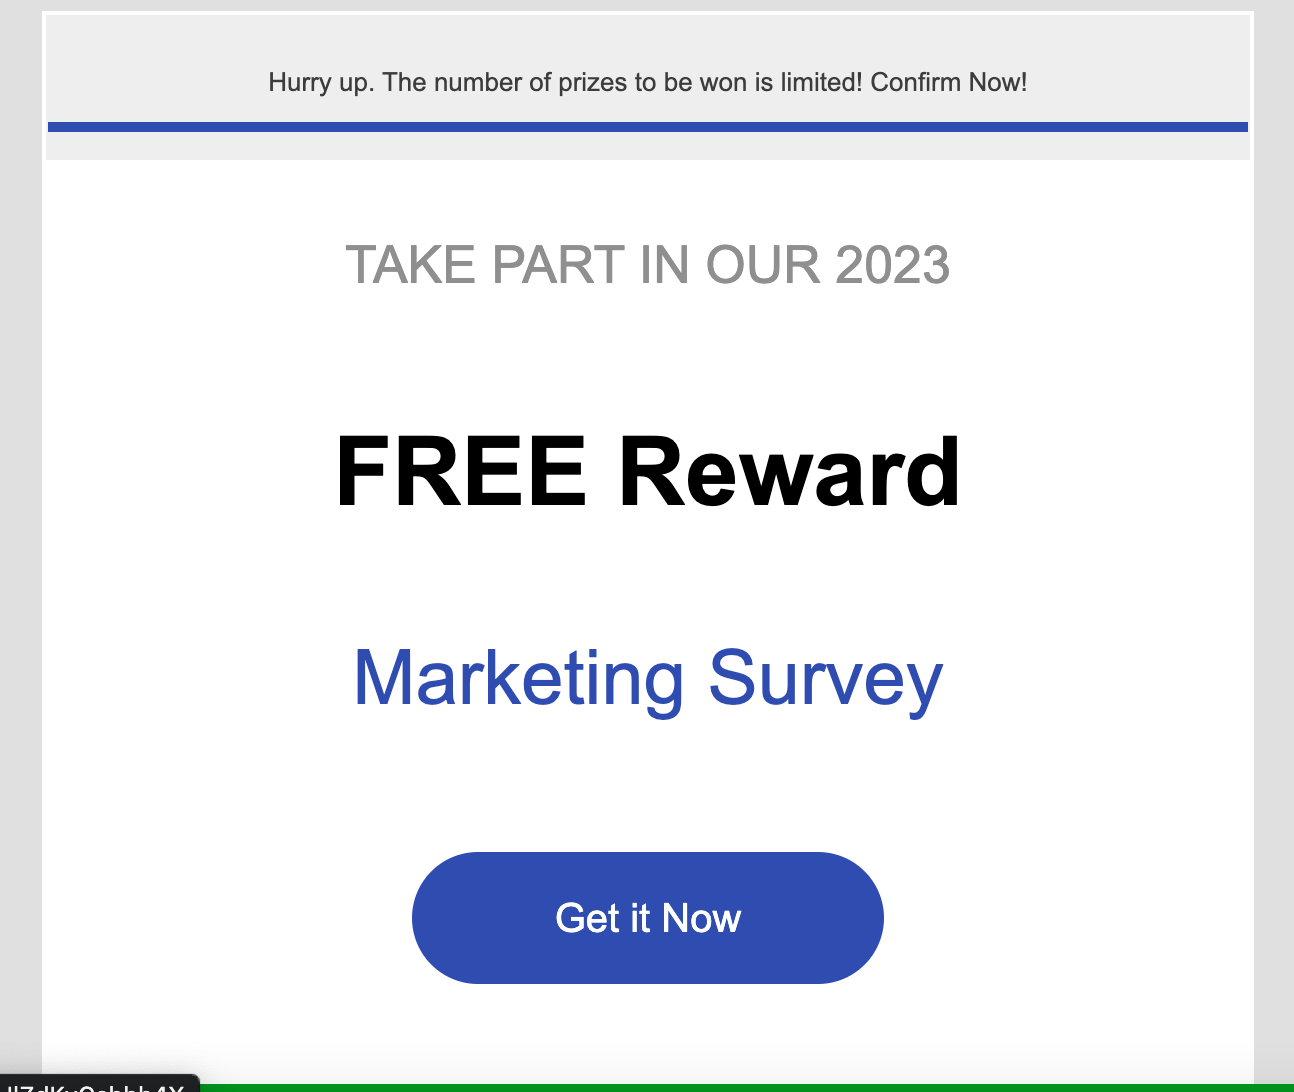 Hurry up. The number of prizes to be won is limited! Confirm Now!
TAKE PART IN OUR 2023
FREE Reward
Marketing Survey
Get it Now